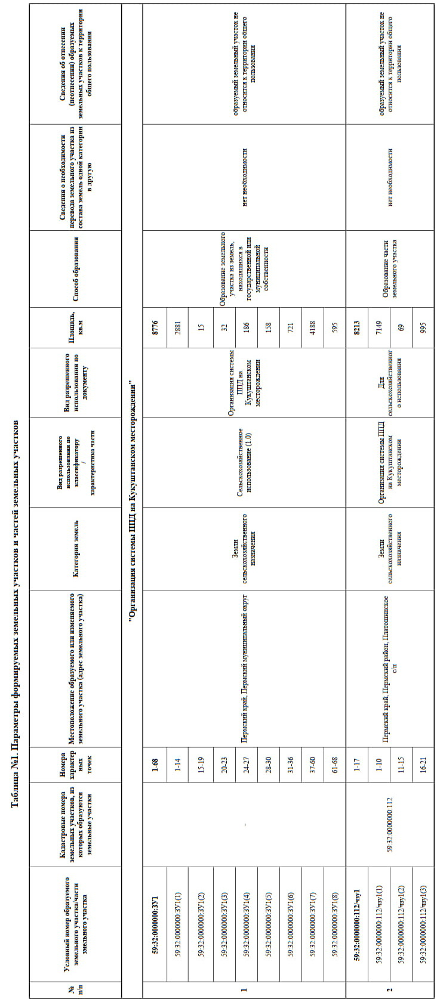 Таблица №1. Параметры формируемых земельных участков и частей земельных участков
№
п/п
Условный номер образуемого
земельного участка/части
змельного участка
Кадастровые номера
земельных участков, из
которых образуются
земельные участки
Номера
характер
ных
точек
Местоположение образуемого или изменяемого
земельного участка (адрес земельного участка)
Категория земель
Вид разрешенного
использования по
классификатору
/
характеристика части
Вид разрешенного
использования по
документу
Площадь,
кв.м
Способ образования
Сведения о необходимости
перевода земельного участка из
состава земель одной категории
в другую
Сведения об отнесении
(неотнесении) образуемых
земельных участков к территории
общего пользования
"Организация системы ППД на Кукуштанском месторождении"
1
59:32:0000000:ЗУ1
59:32:0000000:ЗУ1(1)
59:32:0000000:ЗУ1(2)
59:32:0000000:ЗУ1(3)
59:32:0000000:ЗУ1(4)
59:32:0000000:ЗУ1(5)
59:32:0000000:ЗУ1(6)
59:32:0000000:ЗУ1(7)
59:32:0000000:ЗУ1(8)
-
1-68
1-14
15-19
20-23
24-27
28-30
31-36
37-60
61-68
Пермский край, Пермский муниципальный округ
Земли
сельскохозяйственного
назначения
Сельскохозяйственное
использование (1.0)
Организация системы
ППД на
Кукуштанском
месторождении
8776
2881
15
32
186
158
721
4188
595
Образование земельного
участка из земель,
находящихся в
государственной или
муниципальной
собственности
нет необходимости
образуемый земельный участок не
относится к территории общего
пользования
2
59:32:0000000:112/чзу1
59:32:0000000:112/чзу1(1)
59:32:0000000:112/чзу1(2)
59:32:0000000:112/чзу1(3)
59:32:0000000:112
1-17
1-10
11-15
16-21
Пермский край, Пермский район, Платошинское
с/п
Земли
сельскохозяйственного
назначения
Организация системы ППД
на Кукуштанском
месторождении
Для
сельскохозяйственног
о использования
8213
7149
69
995
Образование части
земельного участка
нет необходимости
образуемый земельный участок не
относится к территории общего
пользования